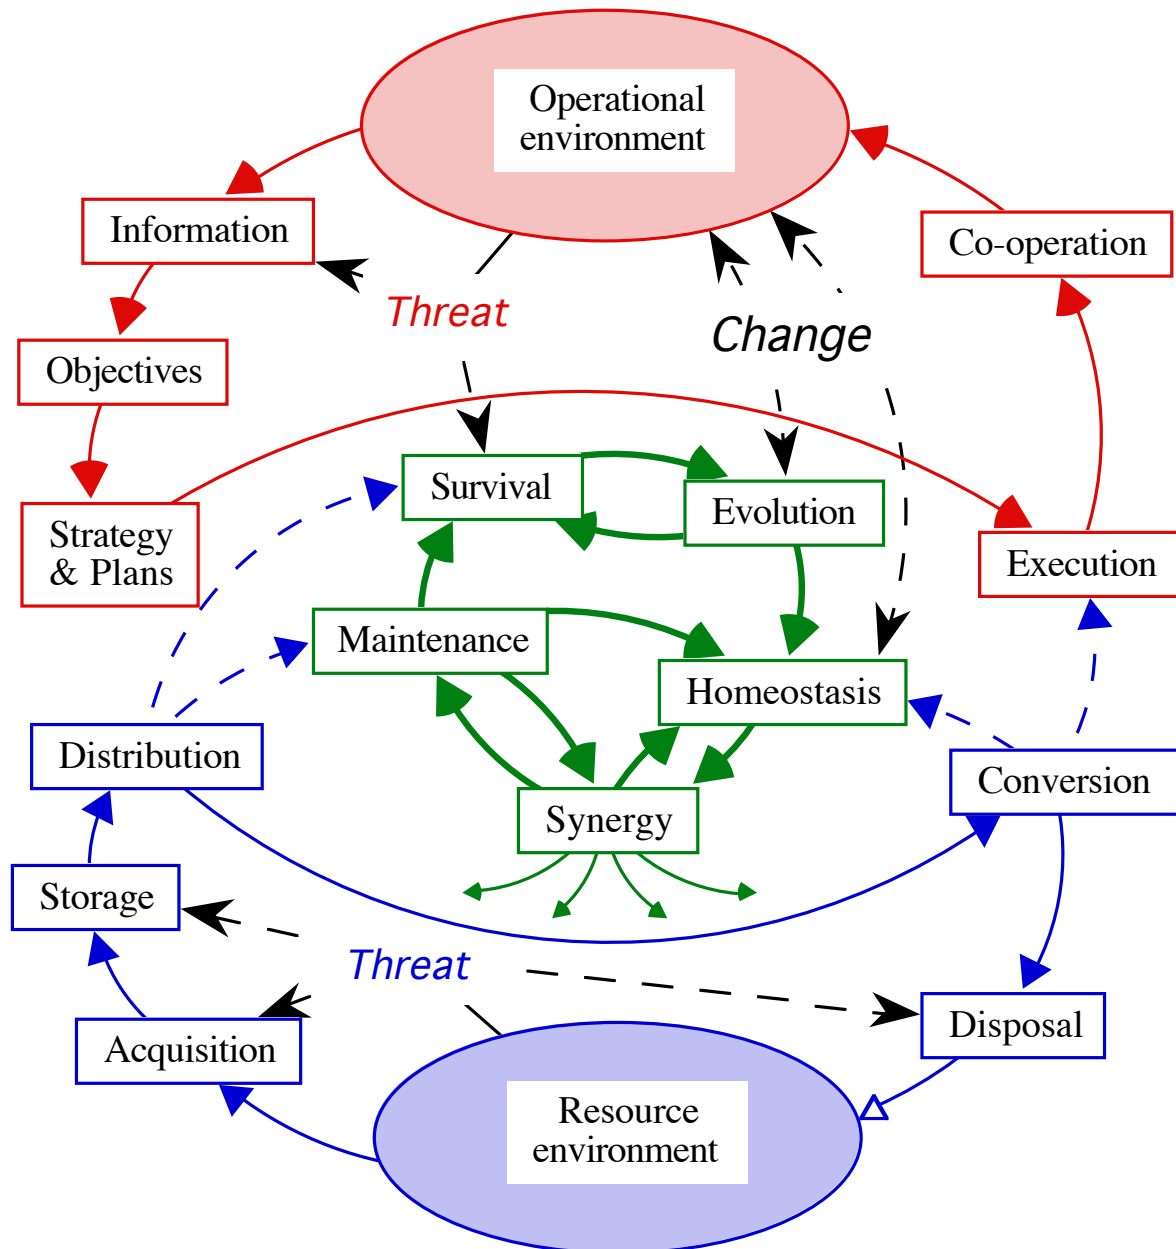 Operational
environment
Information
Co-operation
Threat
Change
Objectives
Survival
Evolution
Strategy
& Plans
Execution
Maintenance
Homeostasis
Distribution
Conversion
Synergy
Storage
Threat
Disposal
Acquisition
Resource
environment